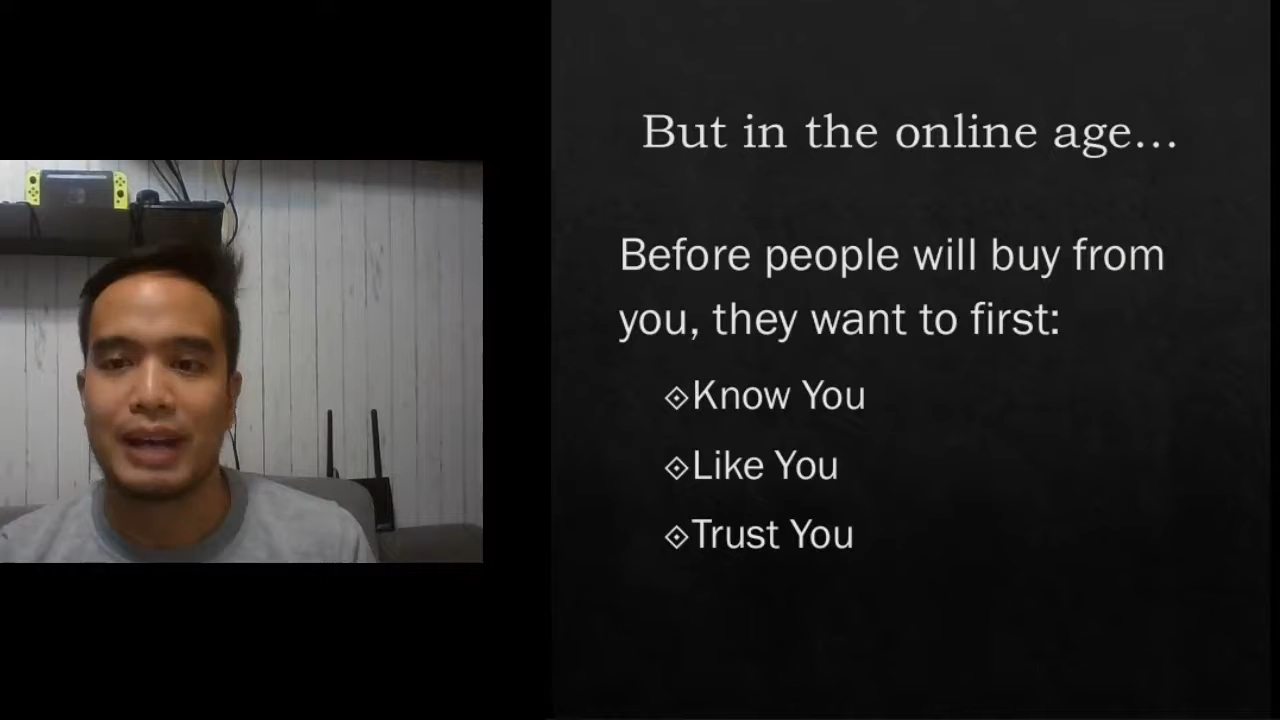 But in the online age...
Before people will buy from
you, they want to first:
Know You
Like You
Trust You